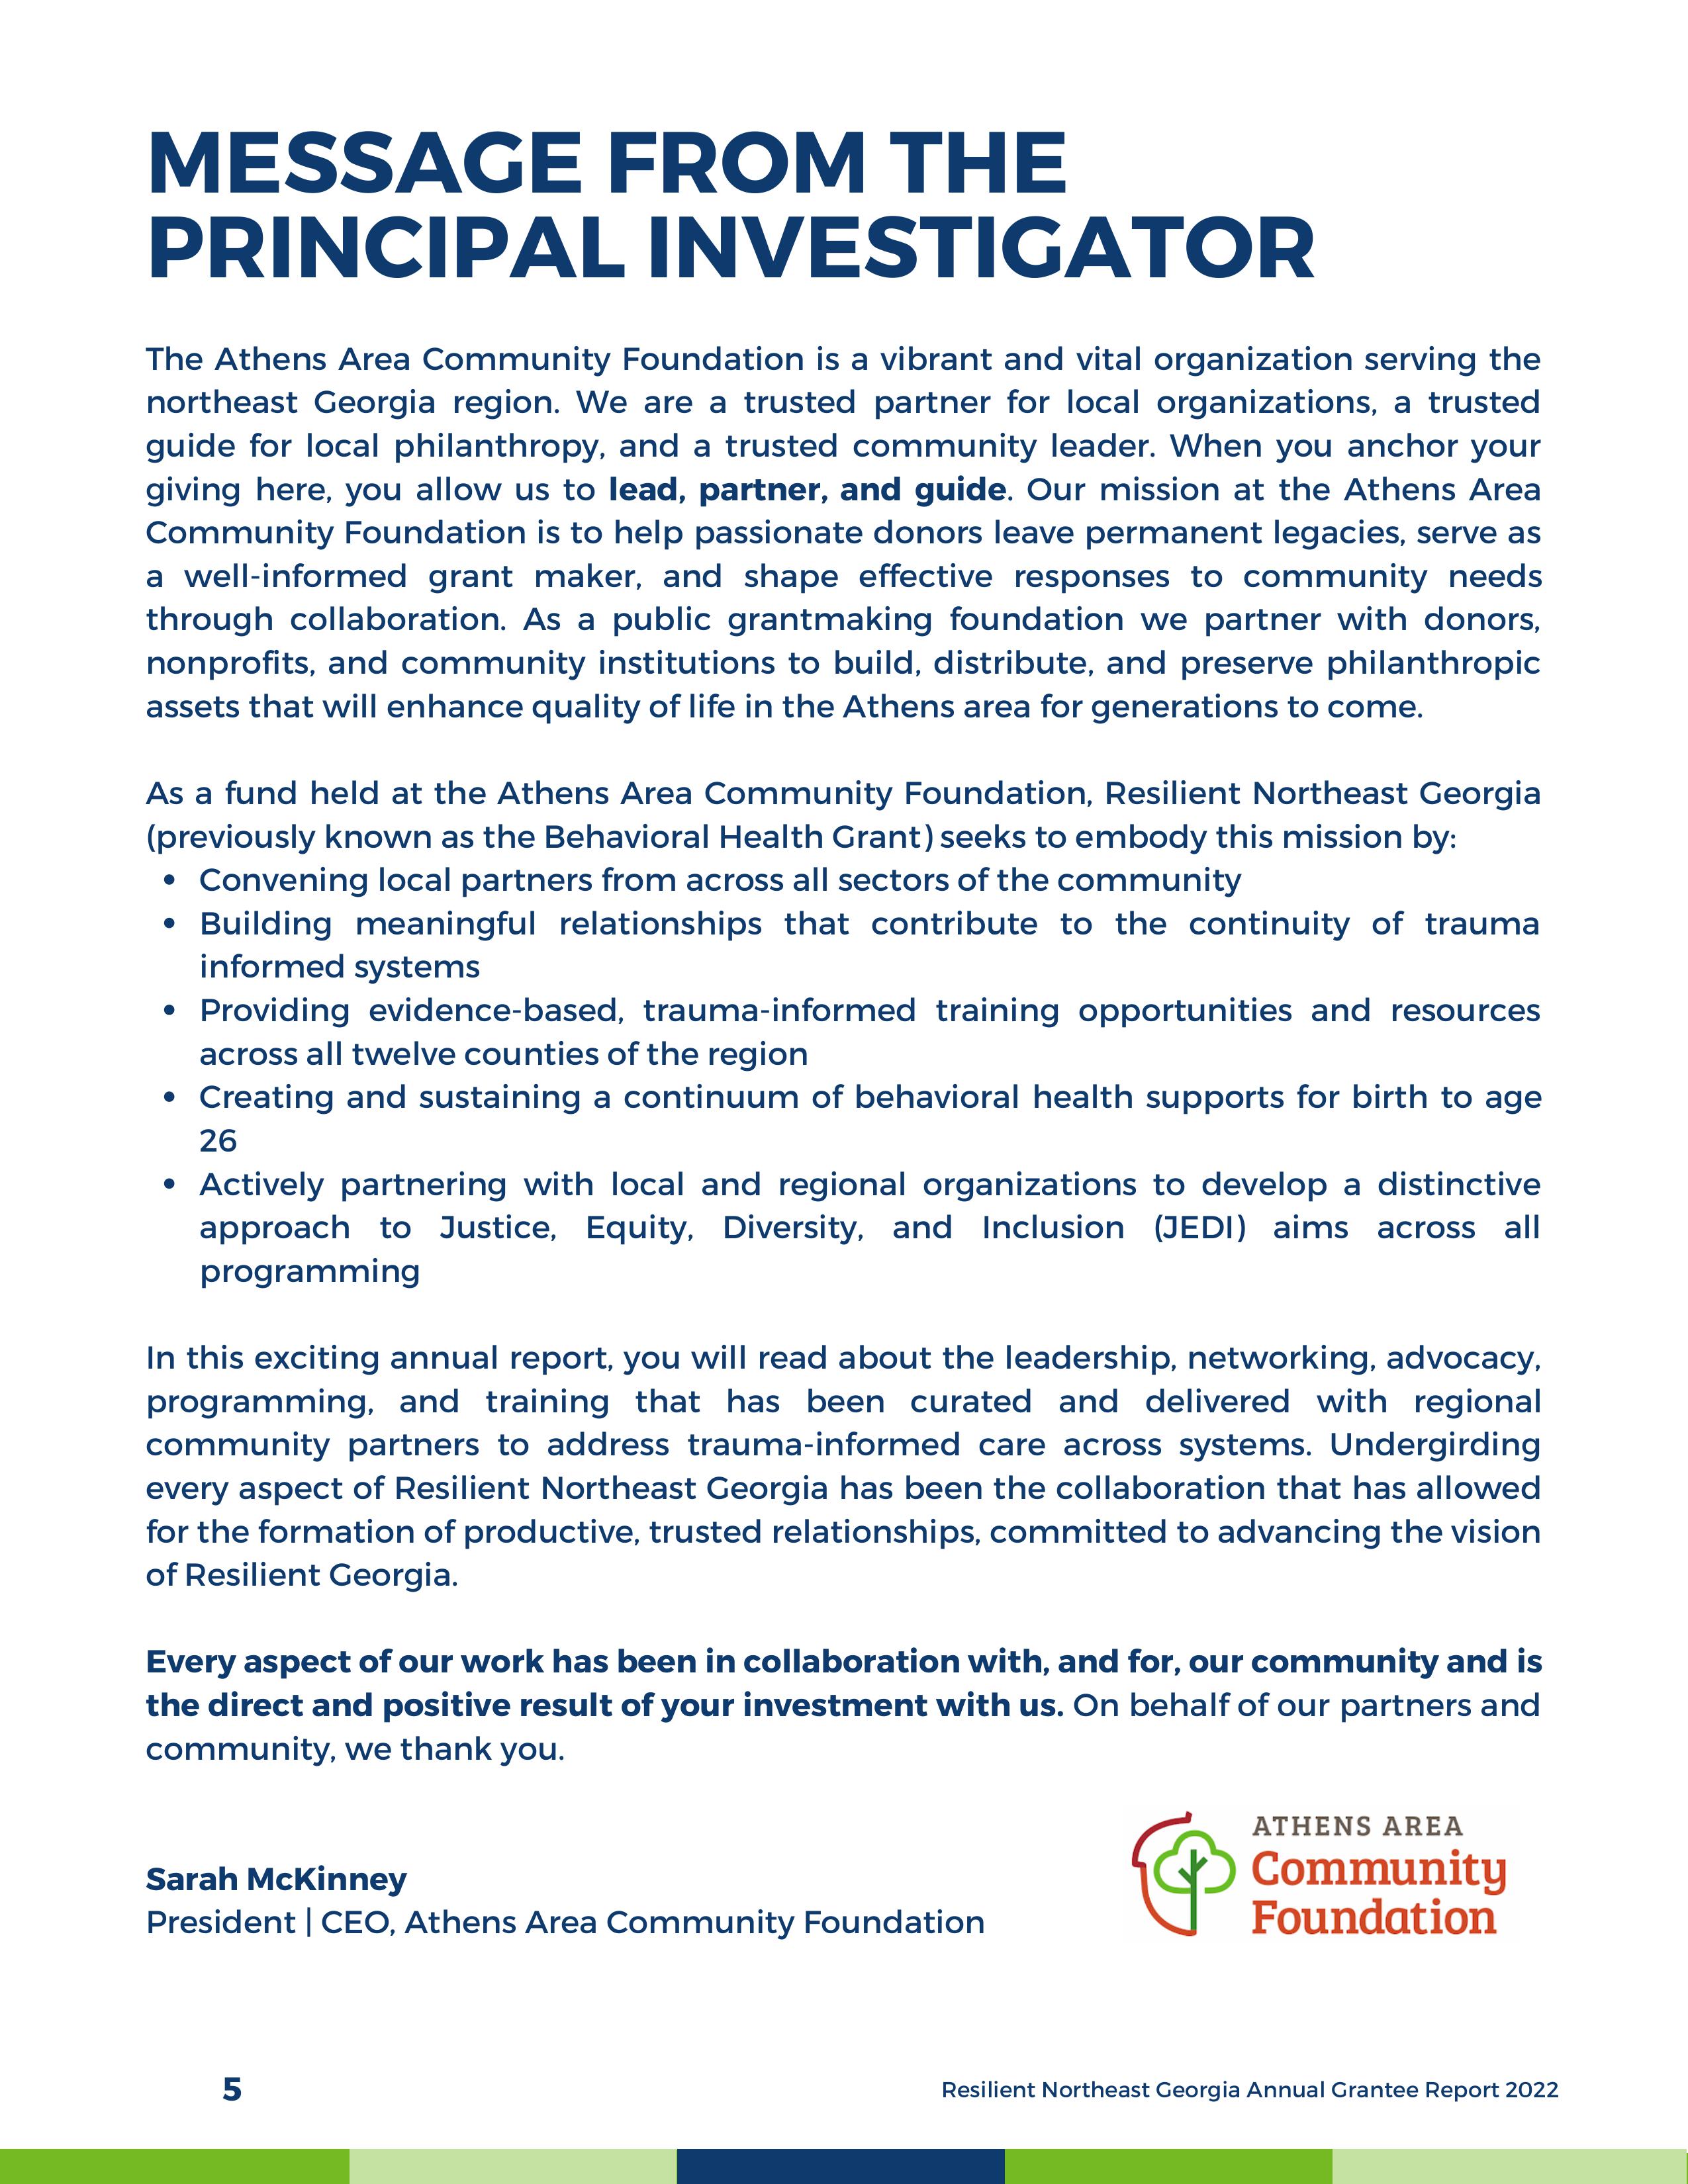 MESSAGE FROM THE
PRINCIPAL INVESTIGATOR
The Athens Area Community Foundation is a vibrant and vital organization serving the
northeast Georgia region. We are a trusted partner for local organizations, a trusted
guide for local philanthropy, and a trusted community leader. When you anchor your
giving here, you allow us to lead, partner, and guide. Our mission at the Athens Area
Community Foundation is to help passionate donors leave permanent legacies, serve as
a well-informed grant maker, and shape effective responses to community needs
through collaboration. As a public grantmaking foundation we partner with donors,
nonprofits, and community institutions to build, distribute, and preserve philanthropic
assets that will enhance quality of life in the Athens area for generations to come.
As a fund held at the Athens Area Community Foundation, Resilient Northeast Georgia
(previously known as the Behavioral Health Grant) seeks to embody this mission by:
• Convening local partners from across all sectors of the community
• Building meaningful relationships that contribute to the continuity of trauma
informed systems
• Providing evidence-based, trauma-informed training opportunities and resources
across all twelve counties of the region
• Creating and sustaining a continuum of behavioral health supports for birth to age
26
• Actively partnering with local and regional organizations to develop a distinctive
approach to Justice, Equity, Diversity, and Inclusion (JEDI) aims across all
programming
In this exciting annual report, you will read about the leadership, networking, advocacy,
programming, and training that has been curated and delivered with regional
community partners to address trauma-informed care across systems. Undergirding
every aspect of Resilient Northeast Georgia has been the collaboration that has allowed
for the formation of productive, trusted relationships, committed to advancing the vision
of Resilient Georgia.
Every aspect of our work has been in collaboration with, and for, our community and is
the direct and positive result of your investment with us. On behalf of our partners and
community, we thank you.
Sarah McKinney
President | CEO, Athens Area Community Foundation
ATHENS AREA
Community
Foundation
5
Resilient Northeast Georgia Annual Grantee Report 2022